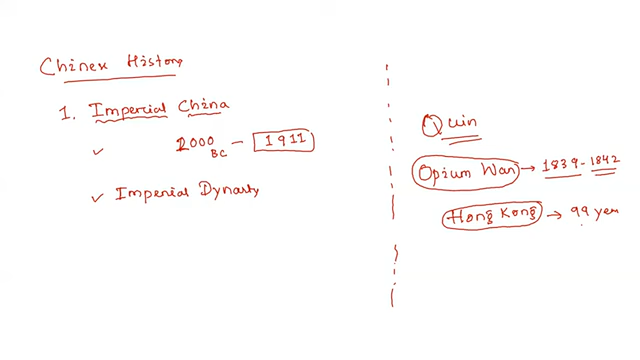 Chinese History
1. Imperial China
2000 BC - 1911
Imperial Dynasty
Quin
Opium War → 1839 - 1842
Hong Kong → 99 year